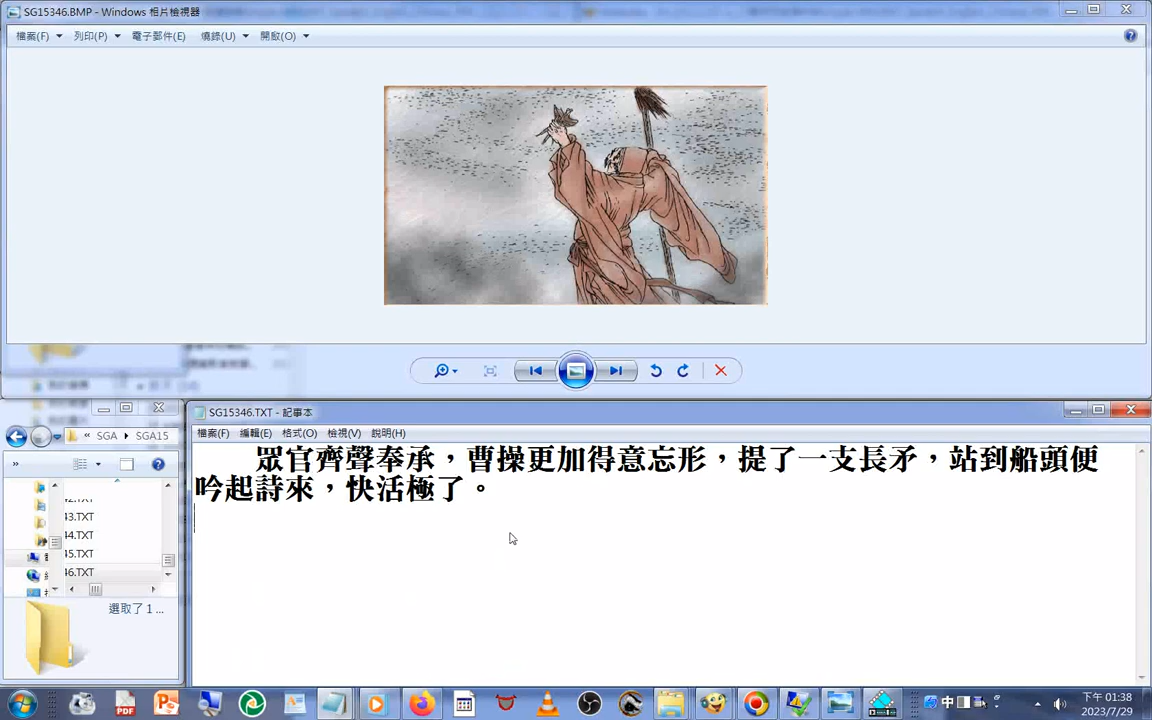 SG15346.BMP - Windows 相片檢視器
檔案(F) 列印(P) 電子郵件(E) 燒錄(U) 開啟(O)
« SGA ▸ SGA15
»
43.TXT
44.TXT
45.TXT
46.TXT
選取了 1 ...
SG15346.TXT - 記事本
檔案(F) 編輯(E) 格式(O) 檢視(V) 說明(H)
眾官齊聲奉承，曹操更加得意忘形，提了一支長矛，站到船頭便
吟起詩來，快活極了。
PDF
中
下午 01:38
2023/7/29